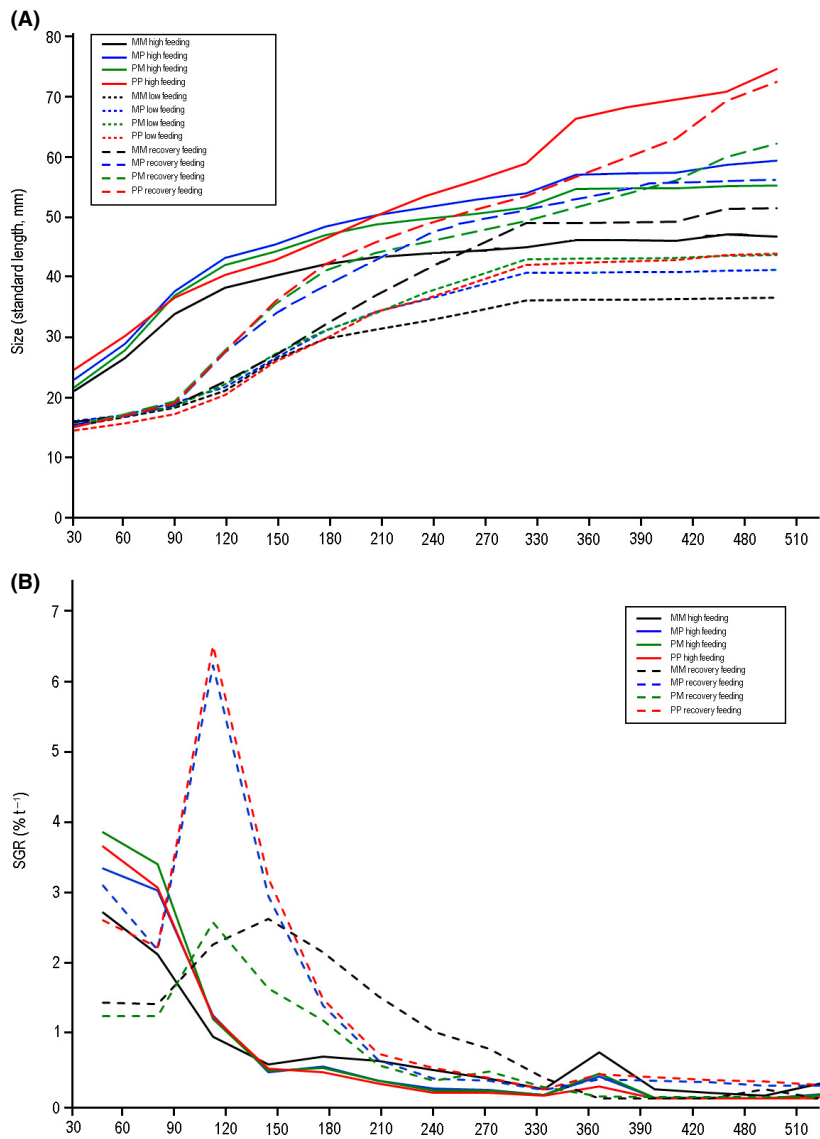 (A)
80
70
60
50
40
30
20
10
0
Size (standard length, mm)
MM high feeding
MP high feeding
PM high feeding
PP high feeding
MM low feeding
MP low feeding
PM low feeding
PP low feeding
MM recovery feeding
MP recovery feeding
PM recovery feeding
PP recovery feeding
30 60 90 120 150 180 210 240 270 330 360 390 420 480 510
(B)
7
6
5
4
3
2
1
0
SGR (% t−1)
MM high feeding
MP high feeding
PM high feeding
PP high feeding
MM recovery feeding
MP recovery feeding
PM recovery feeding
PP recovery feeding
30 60 90 120 150 180 210 240 270 330 360 390 420 480 510